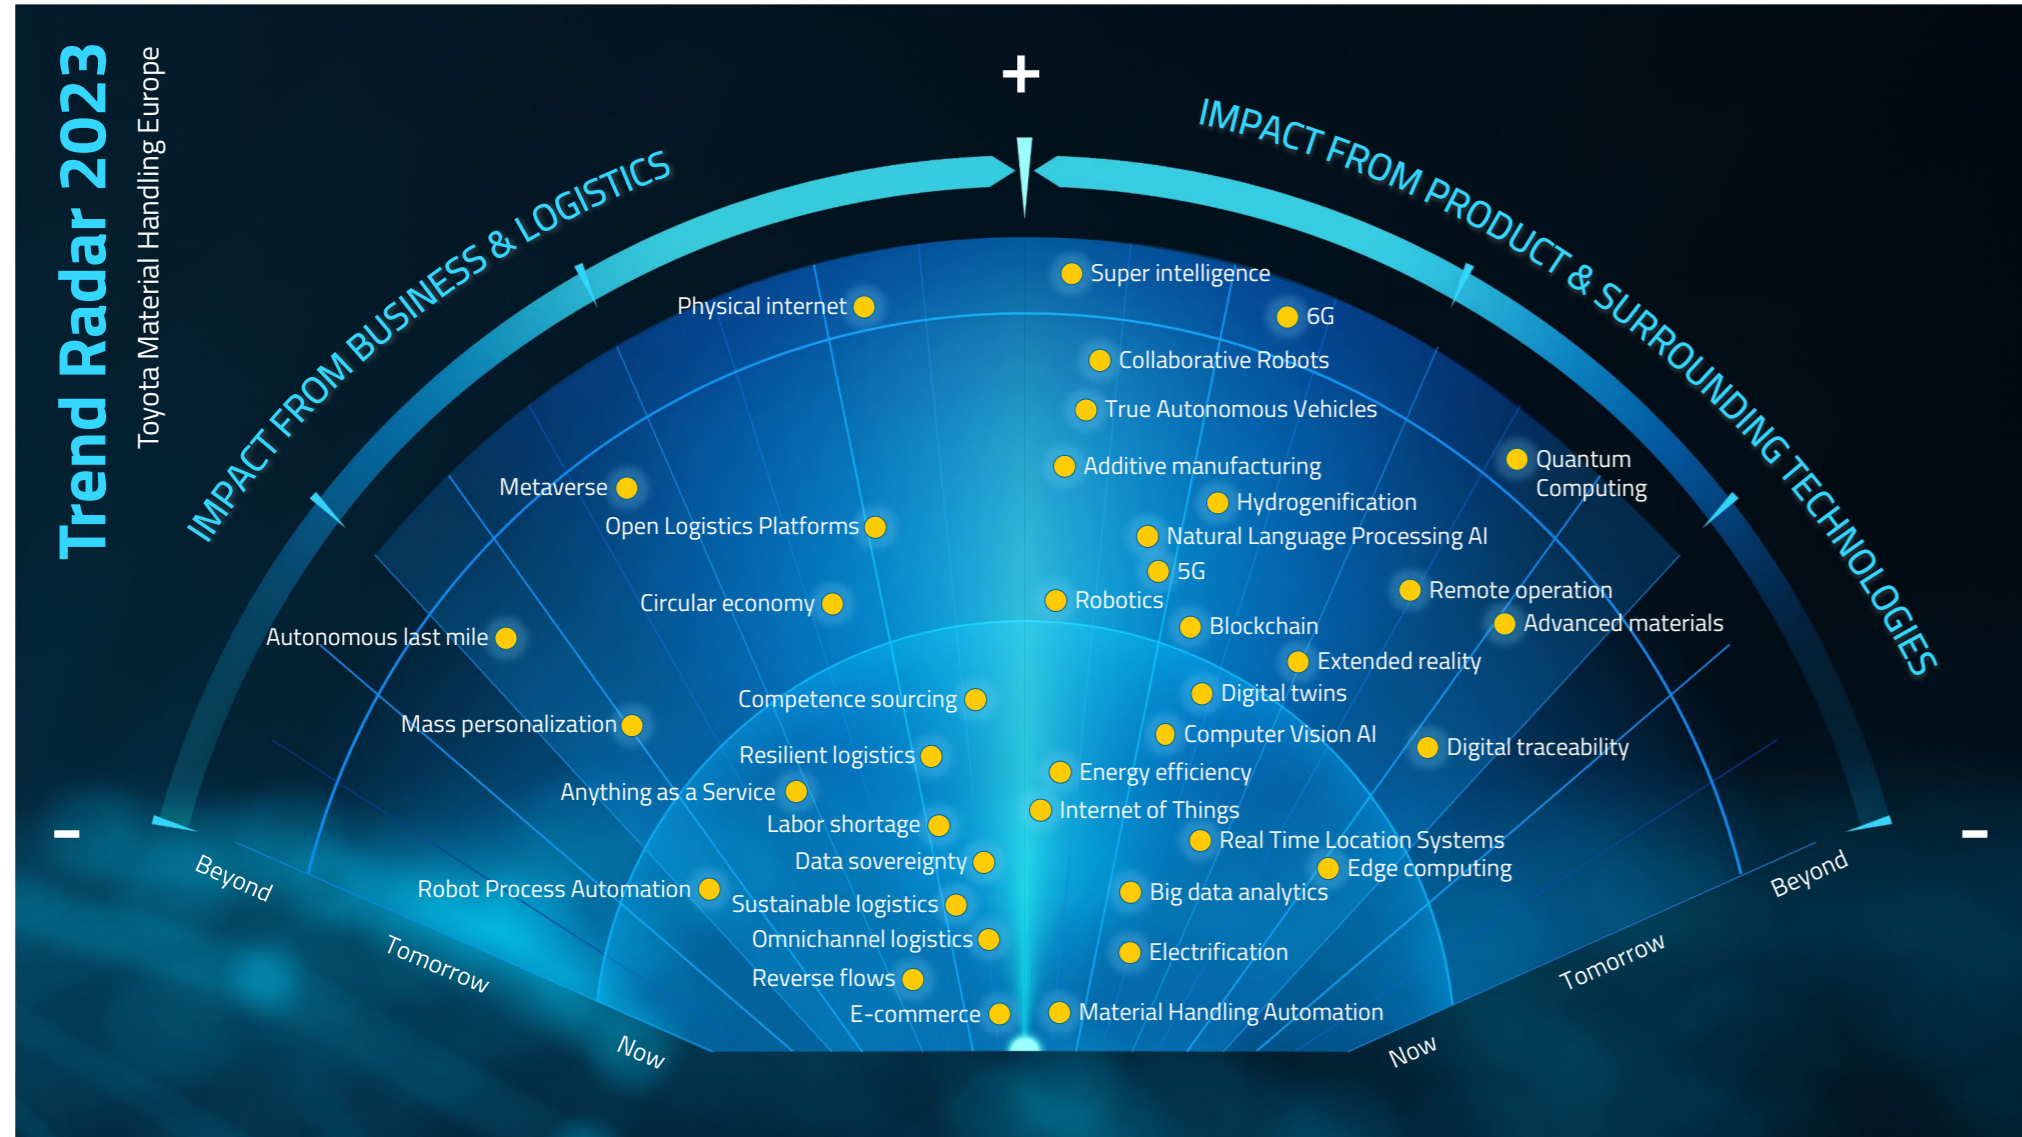 Trend Radar 2023
Toyota Material Handling Europe
+
IMPACT FROM BUSINESS & LOGISTICS
IMPACT FROM PRODUCT & SURROUNDING TECHNOLOGIES
Super intelligence
Physical internet
6G
Collaborative Robots
True Autonomous Vehicles
Quantum
Computing
Additive manufacturing
Metaverse
Hydrogenification
Open Logistics Platforms
Natural Language Processing AI
5G
Remote operation
Robotics
Circular economy
Advanced materials
Blockchain
Autonomous last mile
Extended reality
Digital twins
Competence sourcing
Mass personalization
Computer Vision AI
Digital traceability
Resilient logistics
Energy efficiency
Anything as a Service
Internet of Things
Labor shortage
-
-
Real Time Location Systems
Data sovereignty
Edge computing
Beyond
Beyond
Robot Process Automation
Big data analytics
Sustainable logistics
Omnichannel logistics
Electrification
Tomorrow
Tomorrow
Reverse flows
E-commerce
Material Handling Automation
Now
Now